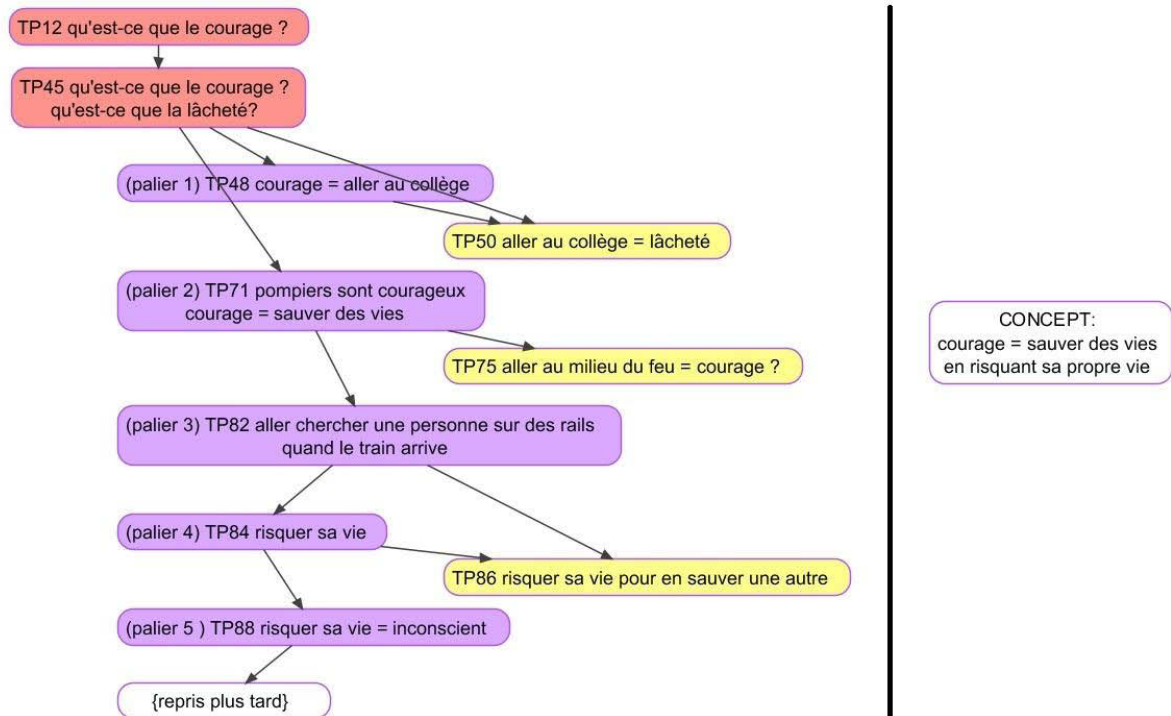 TP12 qu'est-ce que le courage ?
TP45 qu'est-ce que le courage ?
qu'est-ce que la lâcheté?
(palier 1) TP48 courage = aller au collège
TP50 aller au collège = lâcheté
(palier 2) TP71 pompiers sont courageux
courage = sauver des vies
TP75 aller au milieu du feu = courage ?
(palier 3) TP82 aller chercher une personne sur des rails
quand le train arrive
(palier 4) TP84 risquer sa vie
TP86 risquer sa vie pour en sauver une autre
(palier 5 ) TP88 risquer sa vie = inconscient
{repris plus tard}
CONCEPT:
courage = sauver des vies
en risquant sa propre vie